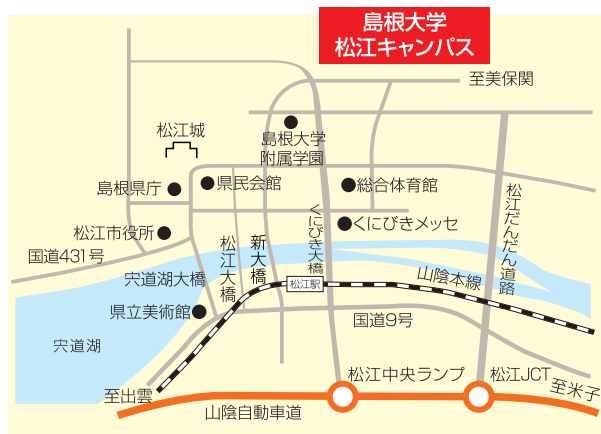 島根大学
松江キャンパス
至美保関
松江城
島根大学
附属学園
島根県庁
県民会館
総合体育館
松江市役所
くにびきメッセ
国道431号
宍道湖大橋
松江大橋
新大橋
くにびき大橋
松江だんだん道路
松江駅
山陰本線
県立美術館
国道9号
宍道湖
松江中央ランプ
松江JCT
至出雲
至米子
山陰自動車道